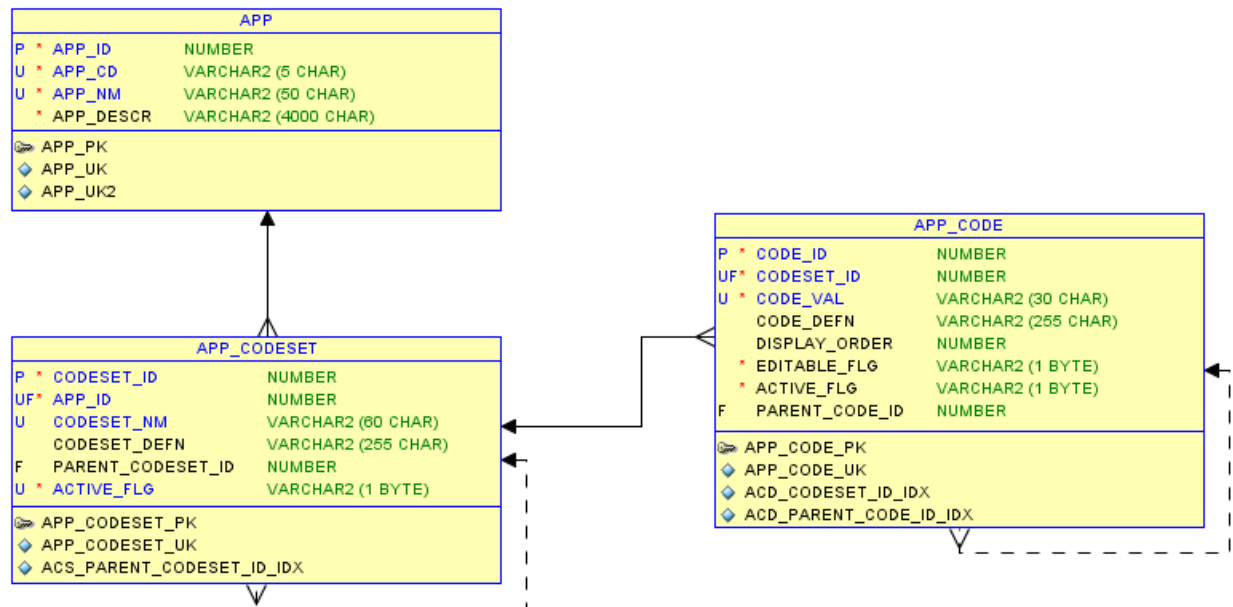 APP
P * APP_ID NUMBER
U * APP_CD VARCHAR2 (5 CHAR)
U * APP_NM VARCHAR2 (50 CHAR)
* APP_DESCR VARCHAR2 (4000 CHAR)
APP_PK
APP_UK
APP_UK2
APP_CODESET
P * CODESET_ID NUMBER
UF* APP_ID NUMBER
U CODESET_NM VARCHAR2 (60 CHAR)
CODESET_DEFN VARCHAR2 (255 CHAR)
F PARENT_CODESET_ID NUMBER
U * ACTIVE_FLG VARCHAR2 (1 BYTE)
APP_CODESET_PK
APP_CODESET_UK
ACS_PARENT_CODESET_ID_IDX
APP_CODE
P * CODE_ID NUMBER
UF* CODESET_ID NUMBER
U * CODE_VAL VARCHAR2 (30 CHAR)
CODE_DEFN VARCHAR2 (255 CHAR)
DISPLAY_ORDER NUMBER
* EDITABLE_FLG VARCHAR2 (1 BYTE)
* ACTIVE_FLG VARCHAR2 (1 BYTE)
F PARENT_CODE_ID NUMBER
APP_CODE_PK
APP_CODE_UK
ACD_CODESET_ID_IDX
ACD_PARENT_CODE_ID_IDX